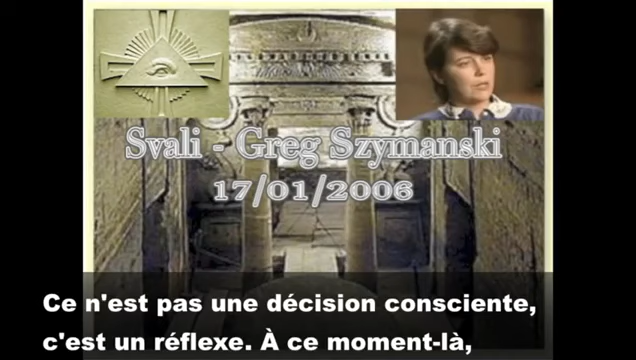 Svali - Greg Szymanski
17/01/2006
Ce n'est pas une décision consciente,
c'est un réflexe. À ce moment-là,